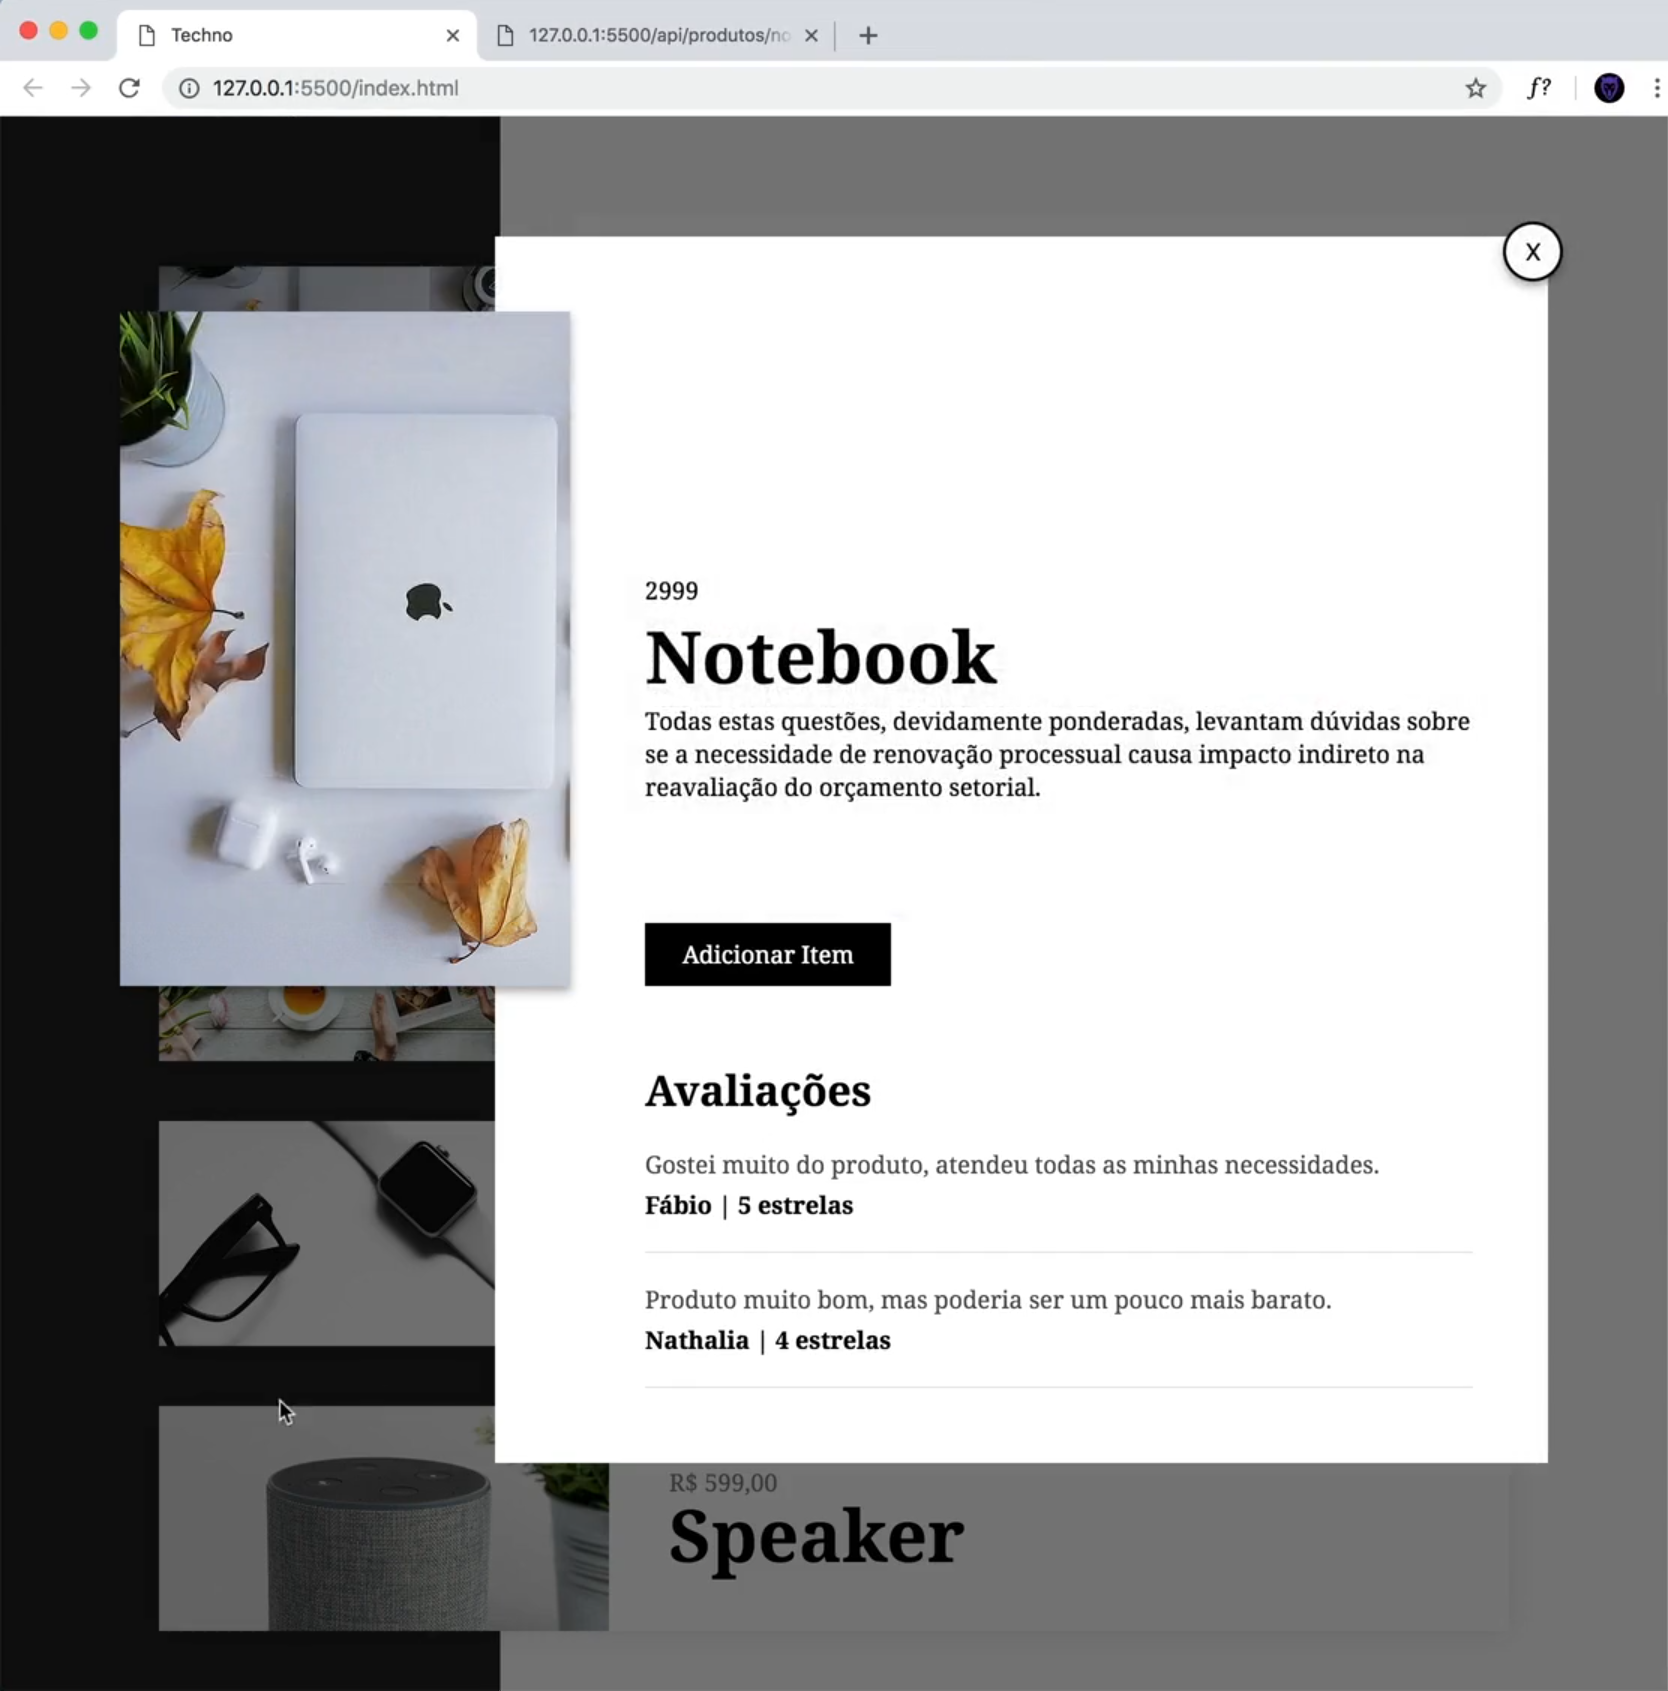 Techno
127.0.0.1:5500/api/produtos/no
127.0.0.1:5500/index.html
f?
X
2999
Notebook
Todas estas questões, devidamente ponderadas, levantam dúvidas sobre
se a necessidade de renovação processual causa impacto indireto na
reavaliação do orçamento setorial.
Adicionar Item
Avaliações
Gostei muito do produto, atendeu todas as minhas necessidades.
Fábio | 5 estrelas
Produto muito bom, mas poderia ser um pouco mais barato.
Nathalia | 4 estrelas
R$ 599,00
Speaker